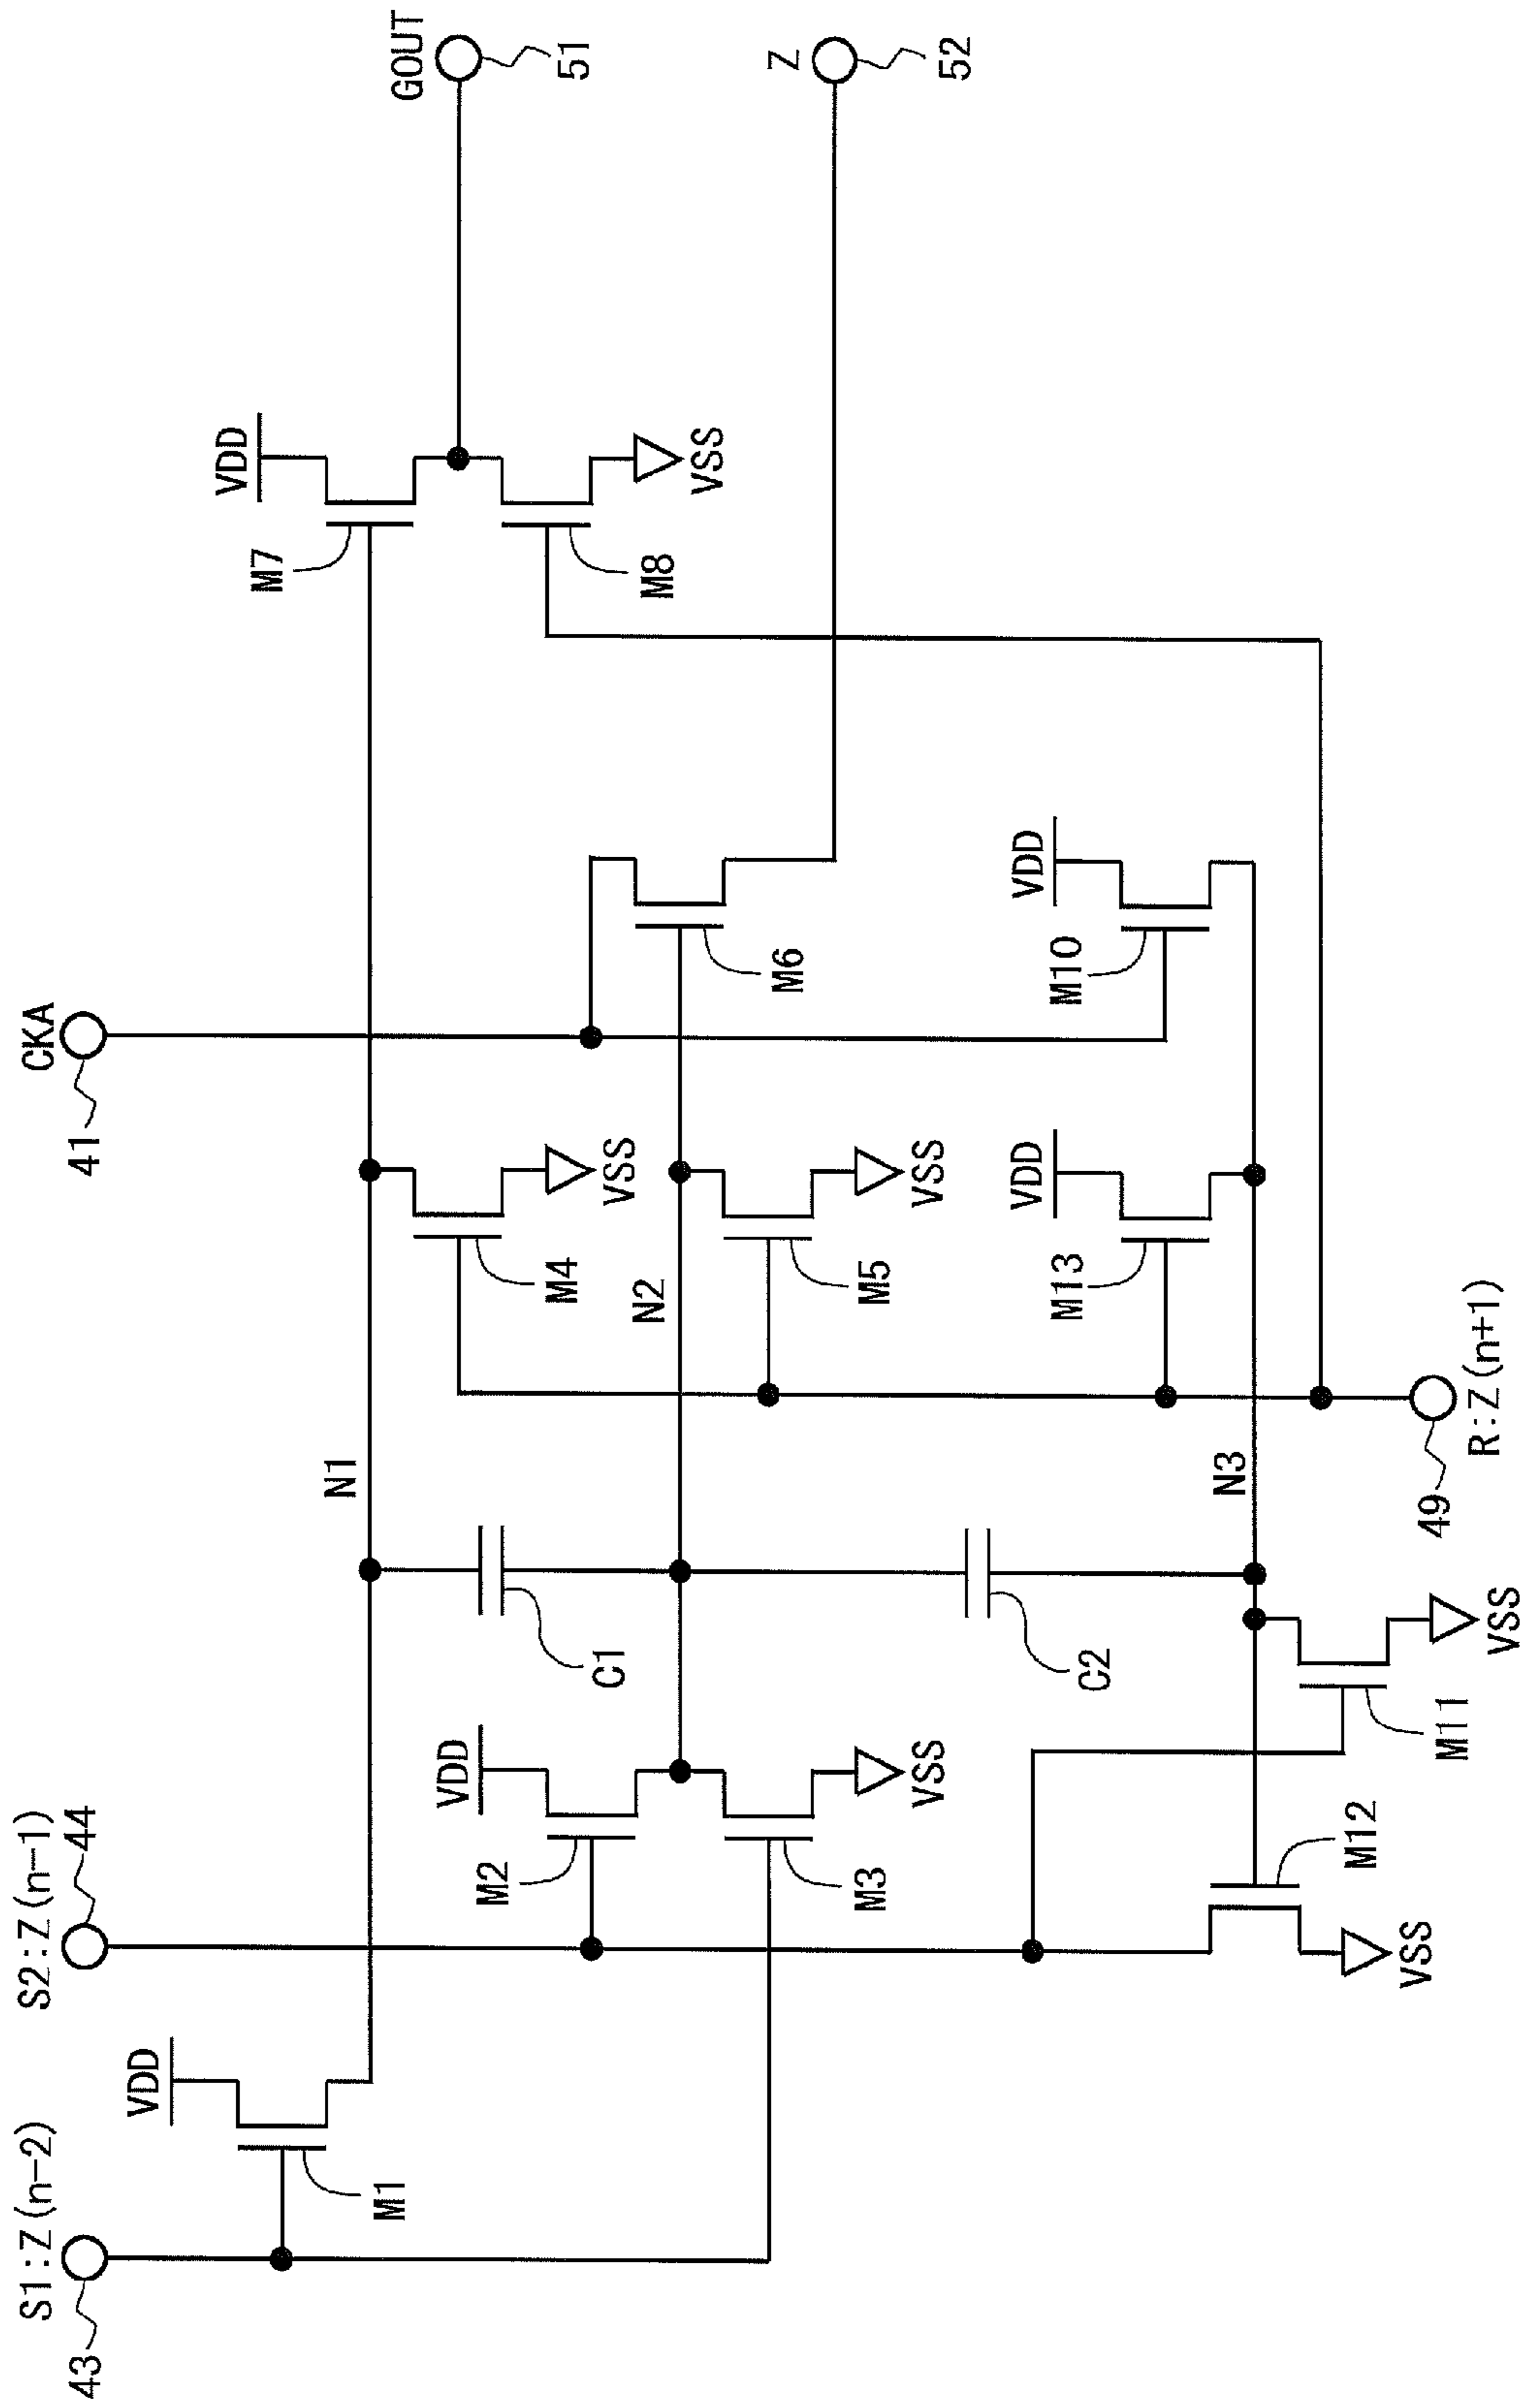 S1:Z(n-2)
43
S2:Z(n-1)
44
CKA
41
GOUT
51
Z
52
VDD
M1
N1
VDD
M7
M8
VSS
M4
VSS
C1
VDD
M2
M3
VSS
N2
M5
VSS
M6
C2
VDD
M13
VDD
M10
N3
M12
VSS
M11
VSS
49
R:Z(n+1)